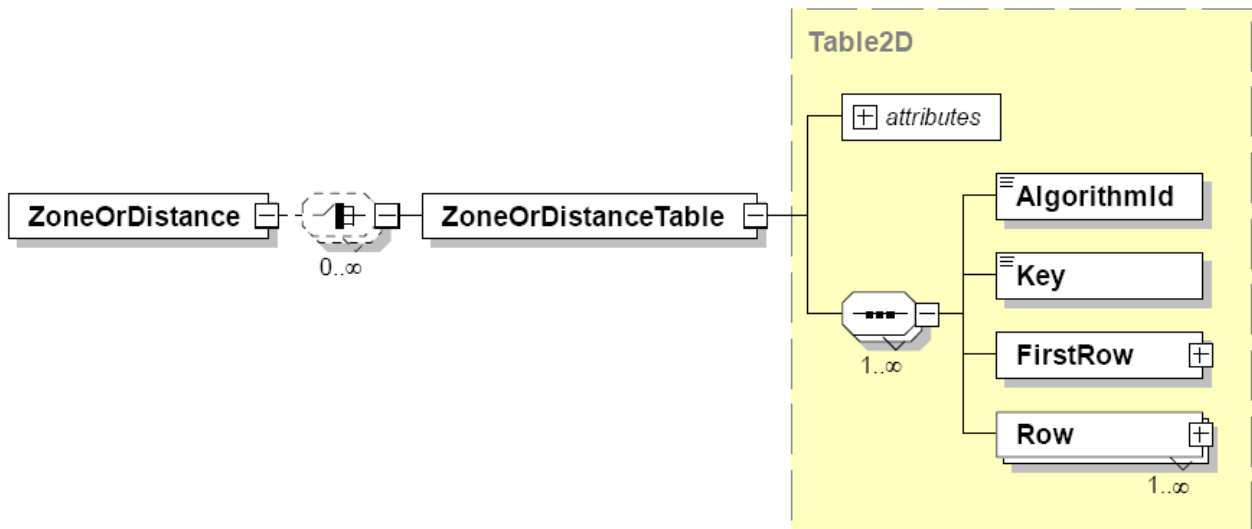 Table2D
attributes
ZoneOrDistance
0..∞
ZoneOrDistanceTable
AlgorithmId
Key
1..∞
FirstRow
Row
1..∞